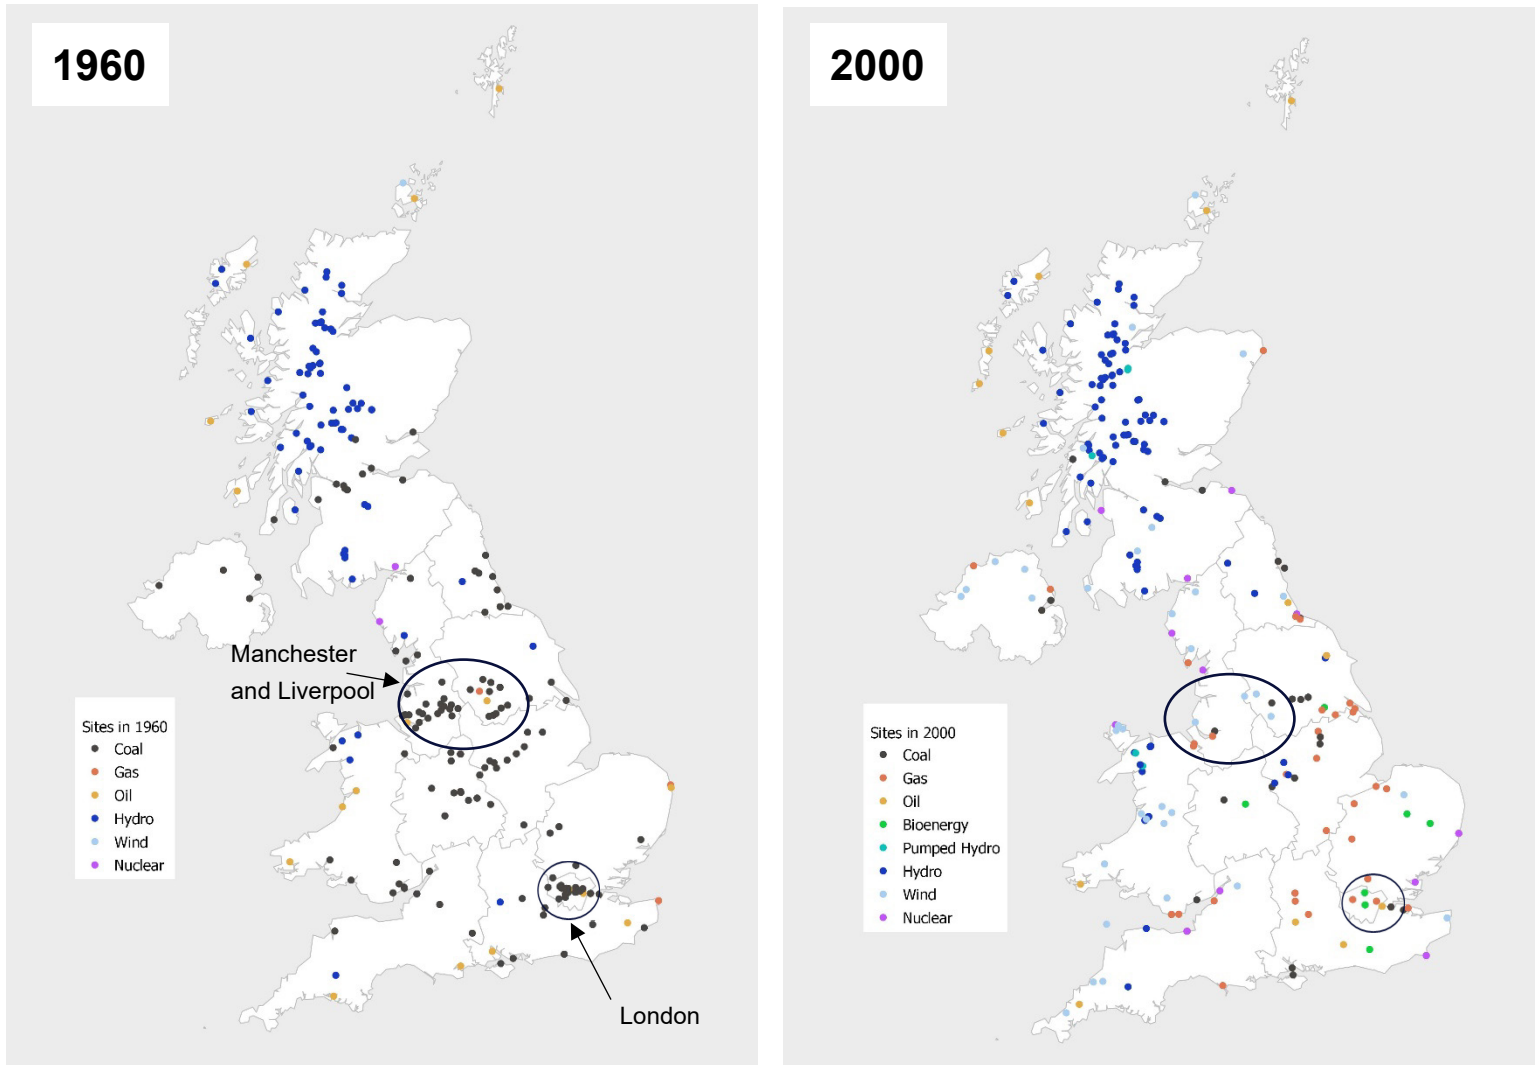 1960
2000
Manchester
and Liverpool
Sites in 1960
Coal
Gas
Oil
Hydro
Wind
Nuclear
London
Sites in 2000
Coal
Gas
Oil
Bioenergy
Pumped Hydro
Hydro
Wind
Nuclear